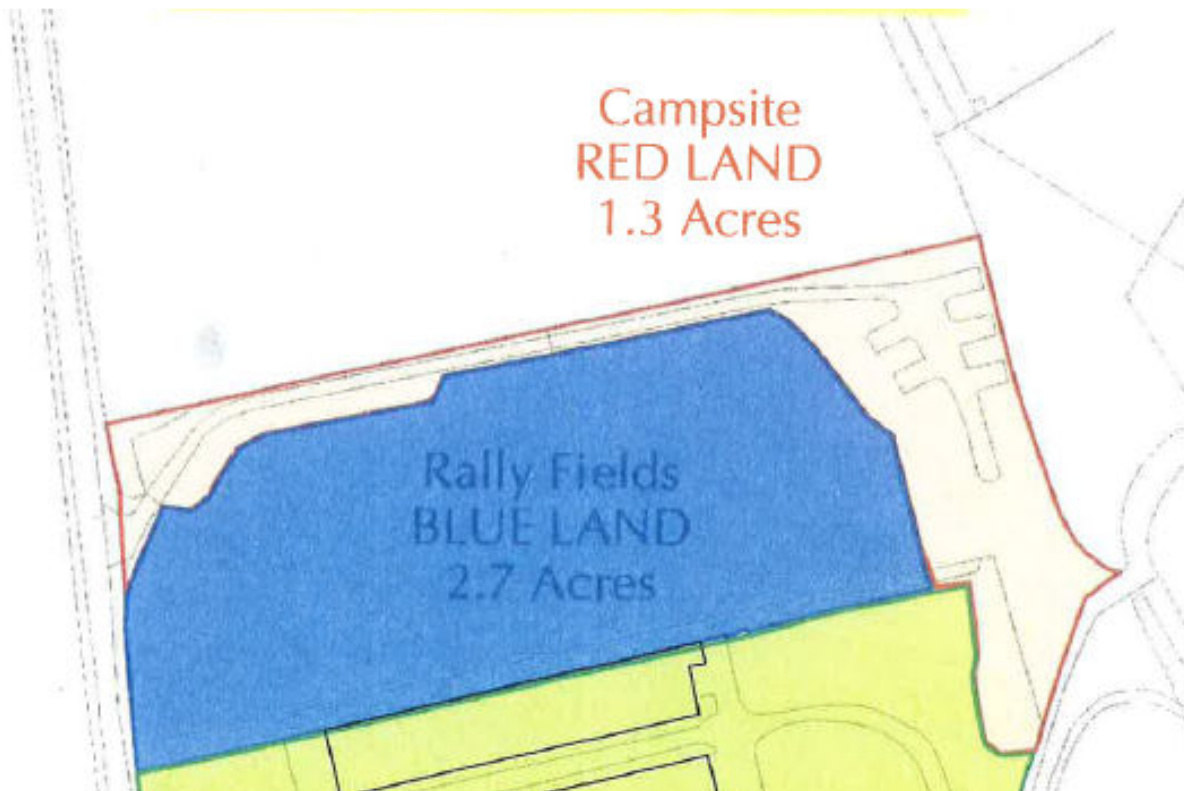 Campsite
RED LAND
1.3 Acres
Rally Fields
BLUE LAND
2.7 Acres